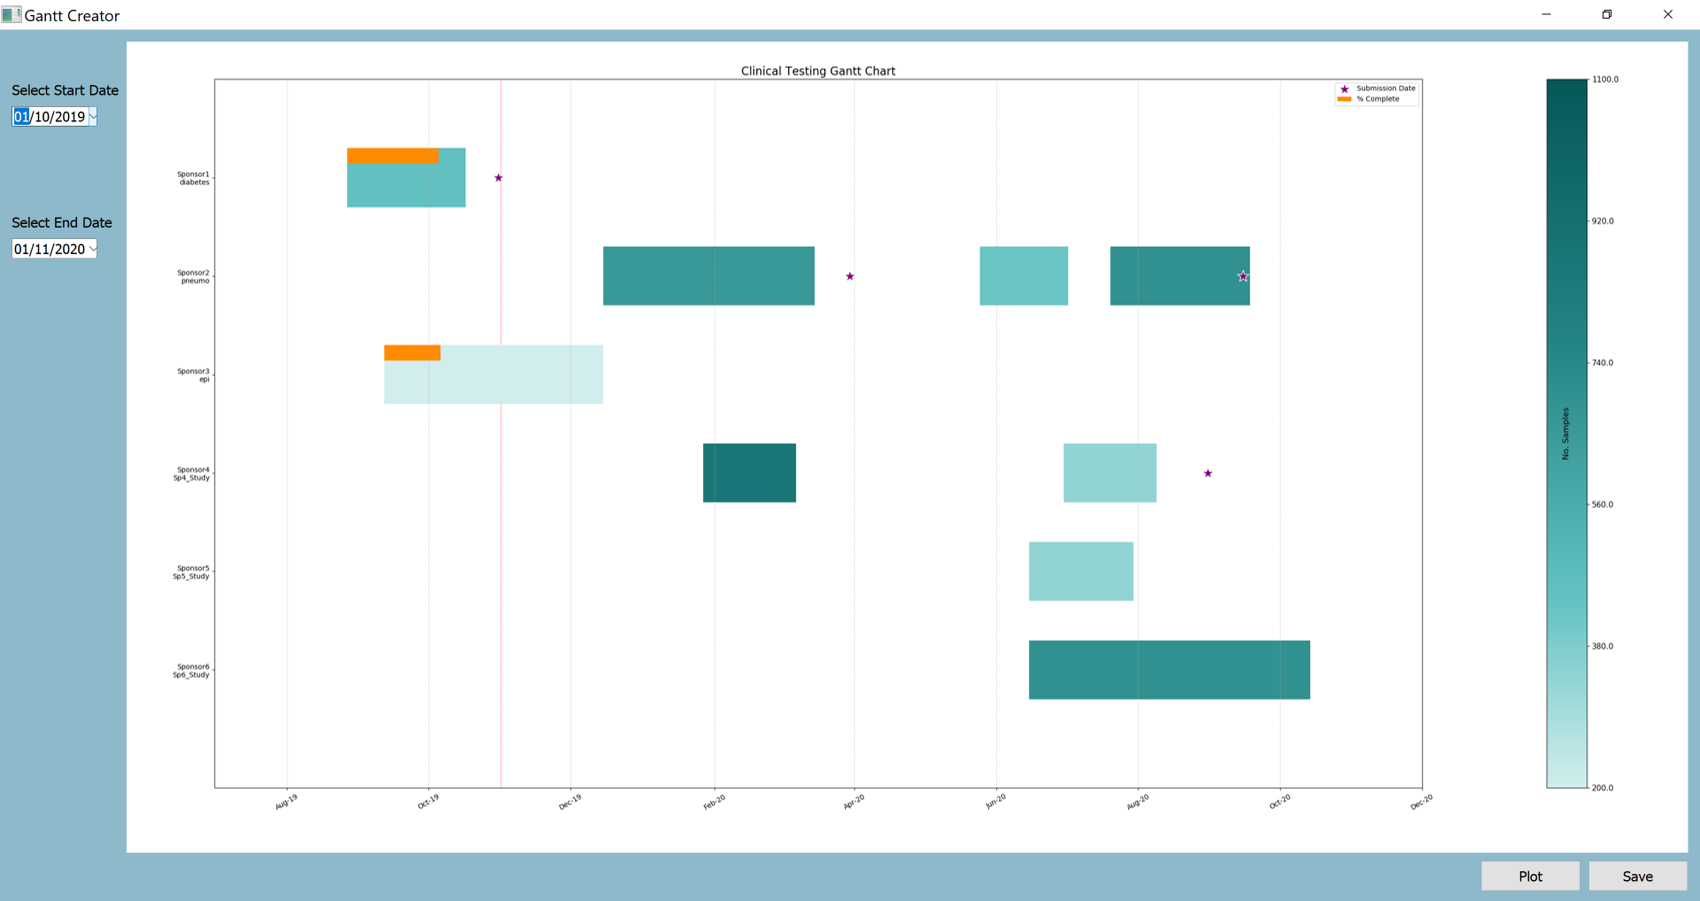 Gantt Creator
Select Start Date
01/10/2019
Select End Date
01/11/2020
Clinical Testing Gantt Chart
Submission Date
% Complete
Sponsor1
diabetes
Sponsor2
pneumo
Sponsor3
epi
Sponsor4
Sp4_Study
Sponsor5
Sp5_Study
Sponsor6
Sp6_Study
Aug-19
Oct-19
Dec-19
Feb-20
Apr-20
Jun-20
Aug-20
Oct-20
Dec-20
1100.0
920.0
740.0
560.0
380.0
200.0
No. Samples
Plot
Save